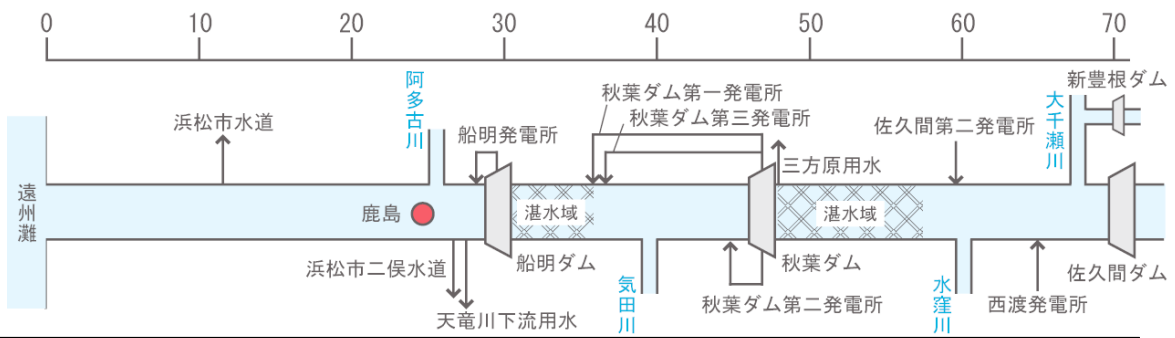 0 10 20 30 40 50 60 70
新豊根ダム
秋葉ダム第一発電所
阿多古川
大千瀬川
浜松市水道
船明発電所
秋葉ダム第三発電所
佐久間第二発電所
三方原用水
遠州灘
鹿島
湛水域
湛水域
浜松市二俣水道
船明ダム
秋葉ダム
佐久間ダム
気田川
水窪川
秋葉ダム第二発電所
西渡発電所
天竜川下流用水